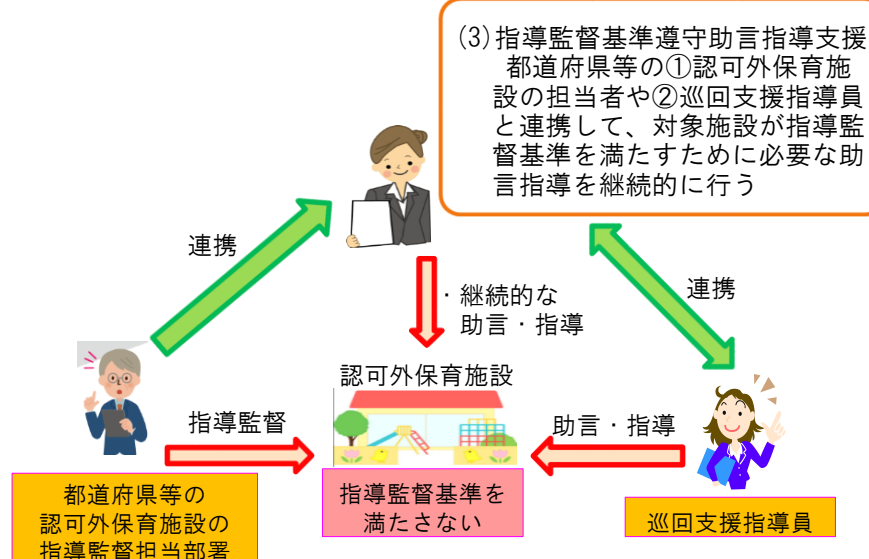 (3)指導監督基準遵守助言指導支援
都道府県等の①認可外保育施
設の担当者や②巡回支援指導員
と連携して、対象施設が指導監
督基準を満たすために必要な助
言指導を継続的に行う
連携
連携
・継続的な
助言・指導
認可外保育施設
指導監督
助言・指導
都道府県等の
認可外保育施設の
指導監督担当部署
指導監督基準を
満たさない
巡回支援指導員